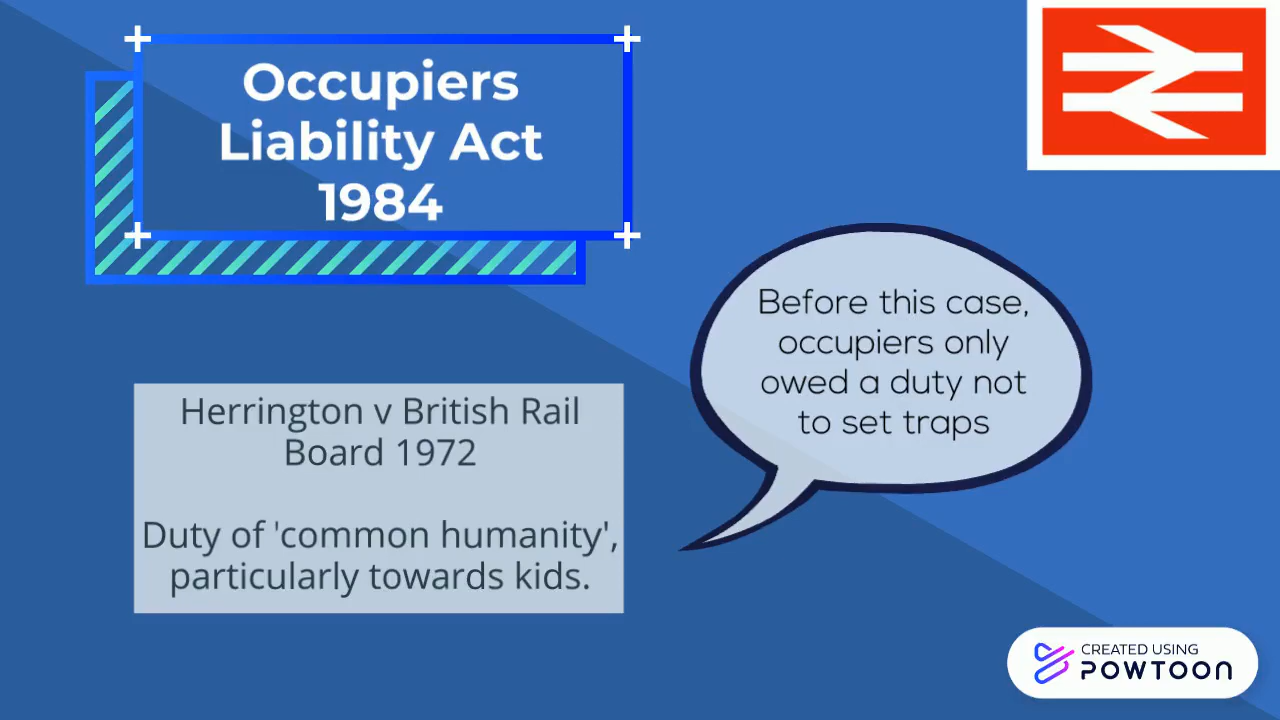 Occupiers
Liability Act
1984
Before this case,
occupiers only
owed a duty not
to set traps
Herrington v British Rail
Board 1972
Duty of 'common humanity',
particularly towards kids.
CREATED USING
POWTOON